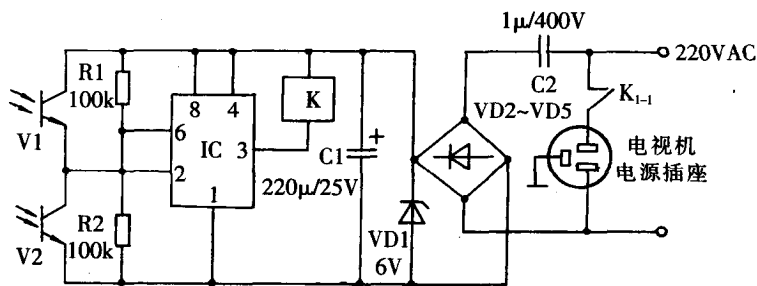 1μ/400V
C2
220VAC
K1-1
VD2~VD5
电视机
电源插座
R1
100k
V1
8
4
K
6
IC
3
2
1
C1
+
220μ/25V
R2
100k
V2
VD1
6V